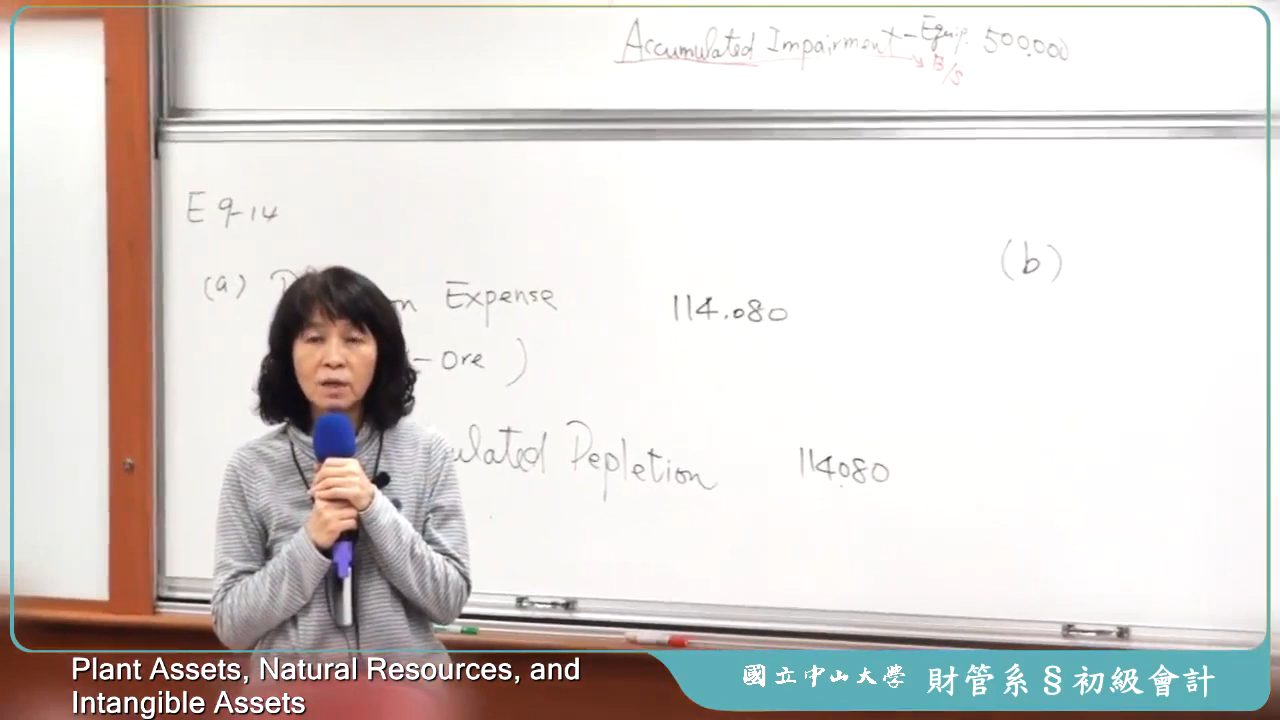 Accumulated Impairment - Equip. 500,000
B/S
E 9-14
(a) Expense 114,080
- Ore )
ulated Depletion 114,080
(b)
Plant Assets, Natural Resources, and
Intangible Assets
國立中山大學 財管系§初級會計